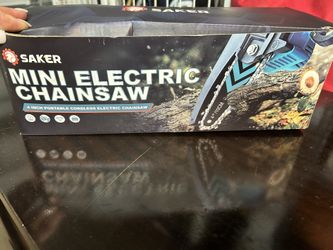 SAKER
MINI ELECTRIC
CHAINSAW
4 INCH PORTABLE CORDLESS ELECTRIC CHAINSAW